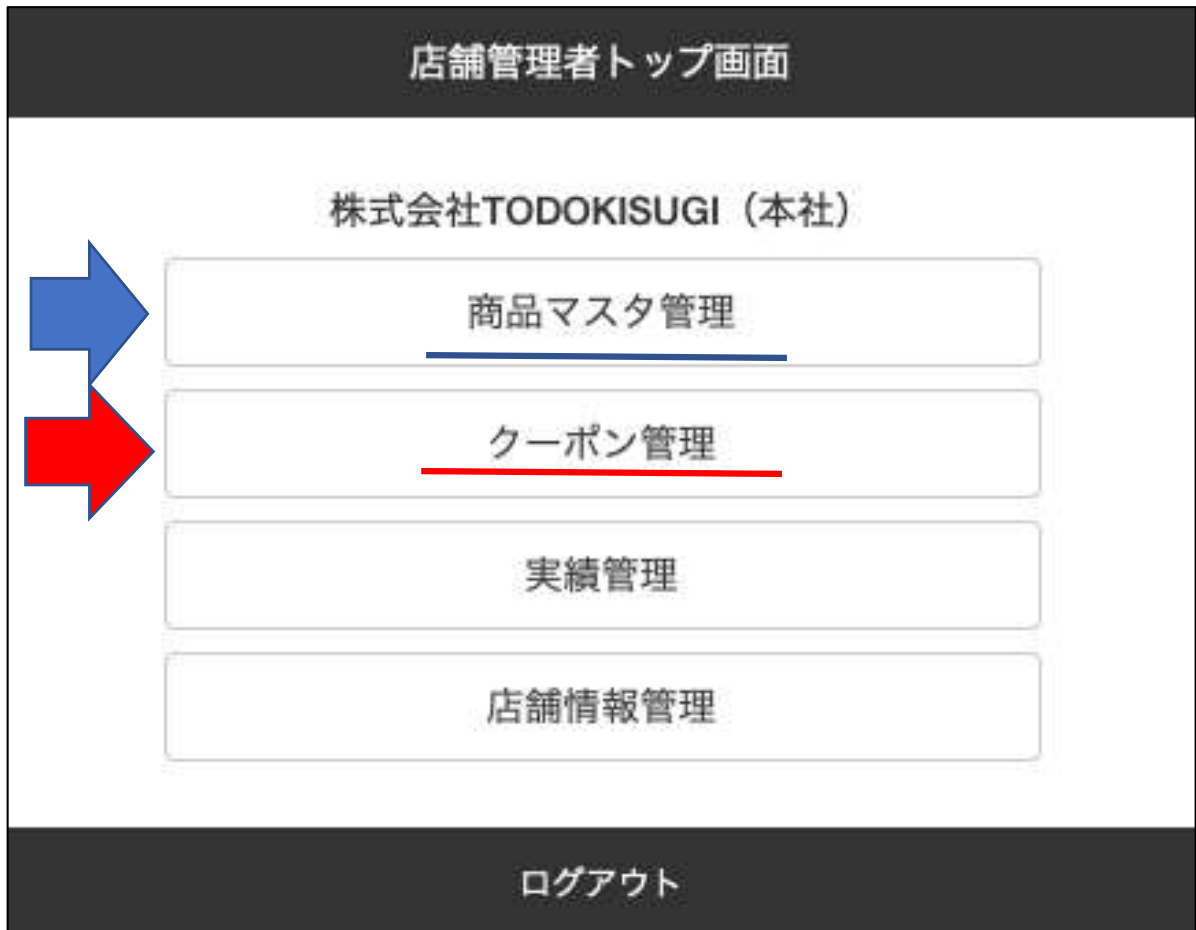 店舗管理者トップ画面
株式会社TODOKISUGI（本社）
商品マスタ管理
クーポン管理
実績管理
店舗情報管理
ログアウト